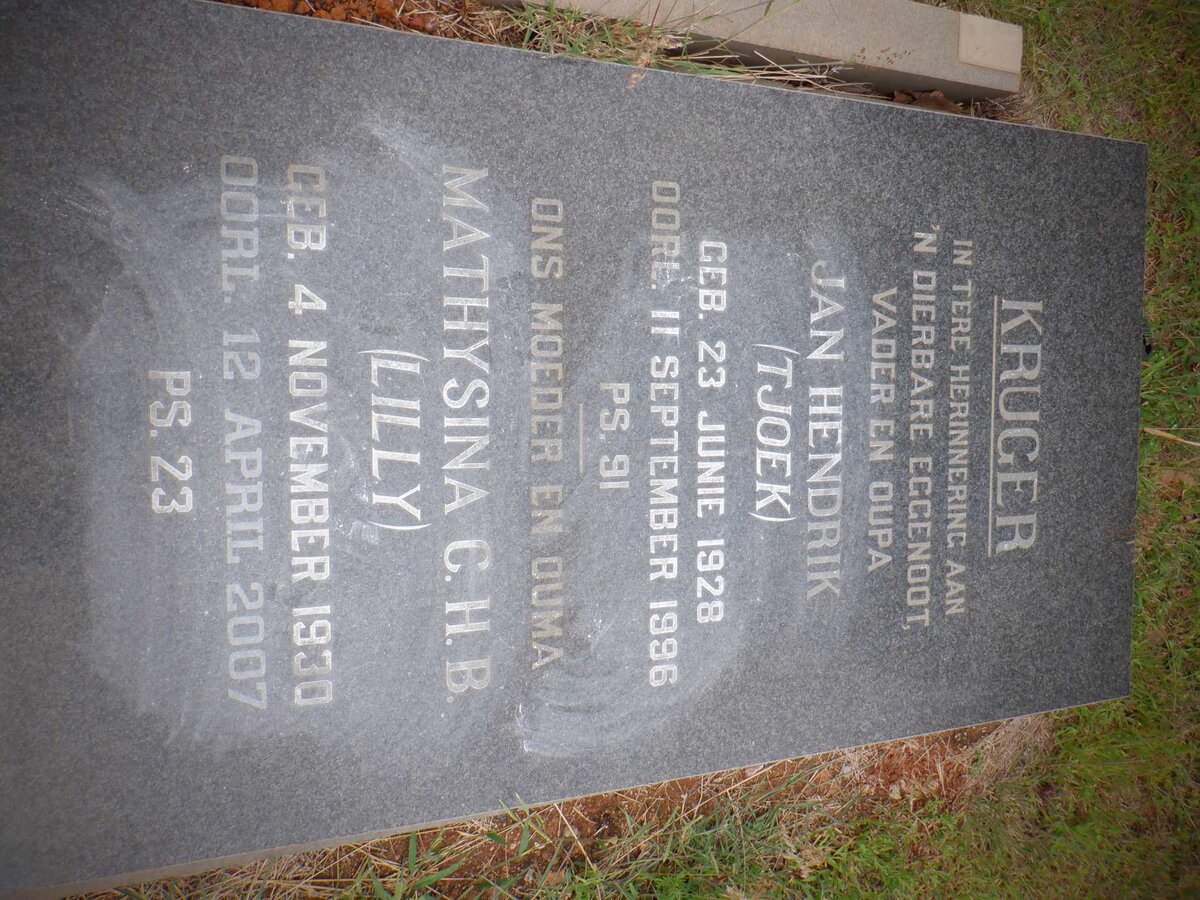 KRUGER
IN TERE HERINNERING AAN
'N DIERBARE EGGENOOT,
VADER EN OUPA
JAN HENDRIK
(TJOEK)
GEB. 23 JUNIE 1928
OORL. 11 SEPTEMBER 1996
PS. 91
ONS MOEDER EN OUMA
MATHYSINA C.H.B.
(LILLY)
GEB. 4 NOVEMBER 1930
OORL. 12 APRIL 2007
PS. 23